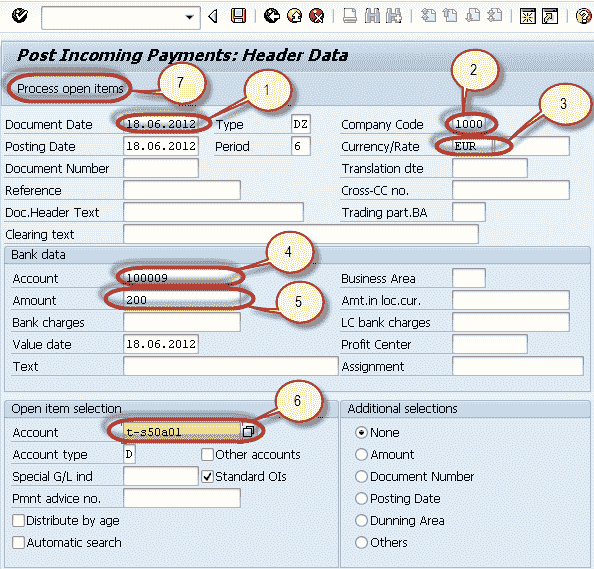 Post Incoming Payments: Header Data
Process open items 7
1 2 3
Document Date 18.06.2012 Type DZ Company Code 1000
Posting Date 18.06.2012 Period 6 Currency/Rate EUR
Document Number Translation dte
Reference Cross-CC no.
Doc.Header Text Trading part.BA
Clearing text
Bank data 4
Account 100009 Business Area
Amount 200 5 Amt.in loc.cur.
Bank charges LC bank charges
Value date 18.06.2012 Profit Center
Text Assignment
Open item selection 6 Additional selections
Account t-s50a01 None
Account type D Other accounts Amount
Special G/L ind Standard OIs Document Number
Pmnt advice no. Posting Date
Distribute by age Dunning Area
Automatic search Others